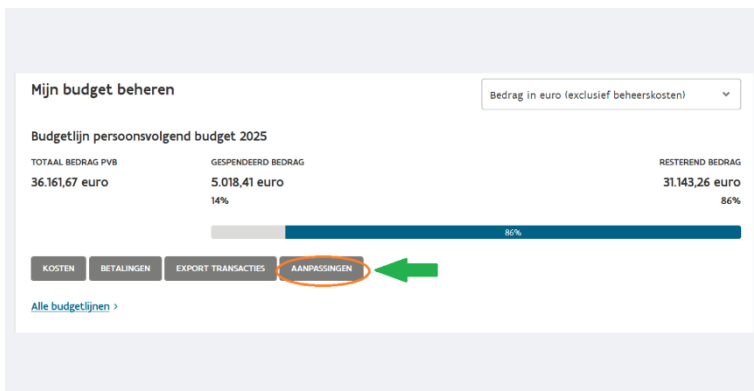 Mijn budget beheren
Bedrag in euro (exclusief beheerskosten)
Budgetlijn persoonsvolgend budget 2025
TOTAAL BEDRAG PVB GESPENDEERD BEDRAG RESTEREND BEDRAG
36.161,67 euro 5.018,41 euro 31.143,26 euro
14% 86%
86%
KOSTEN BETALINGEN EXPORT TRANSACTIES AANPASSINGEN
Alle budgetlijnen >